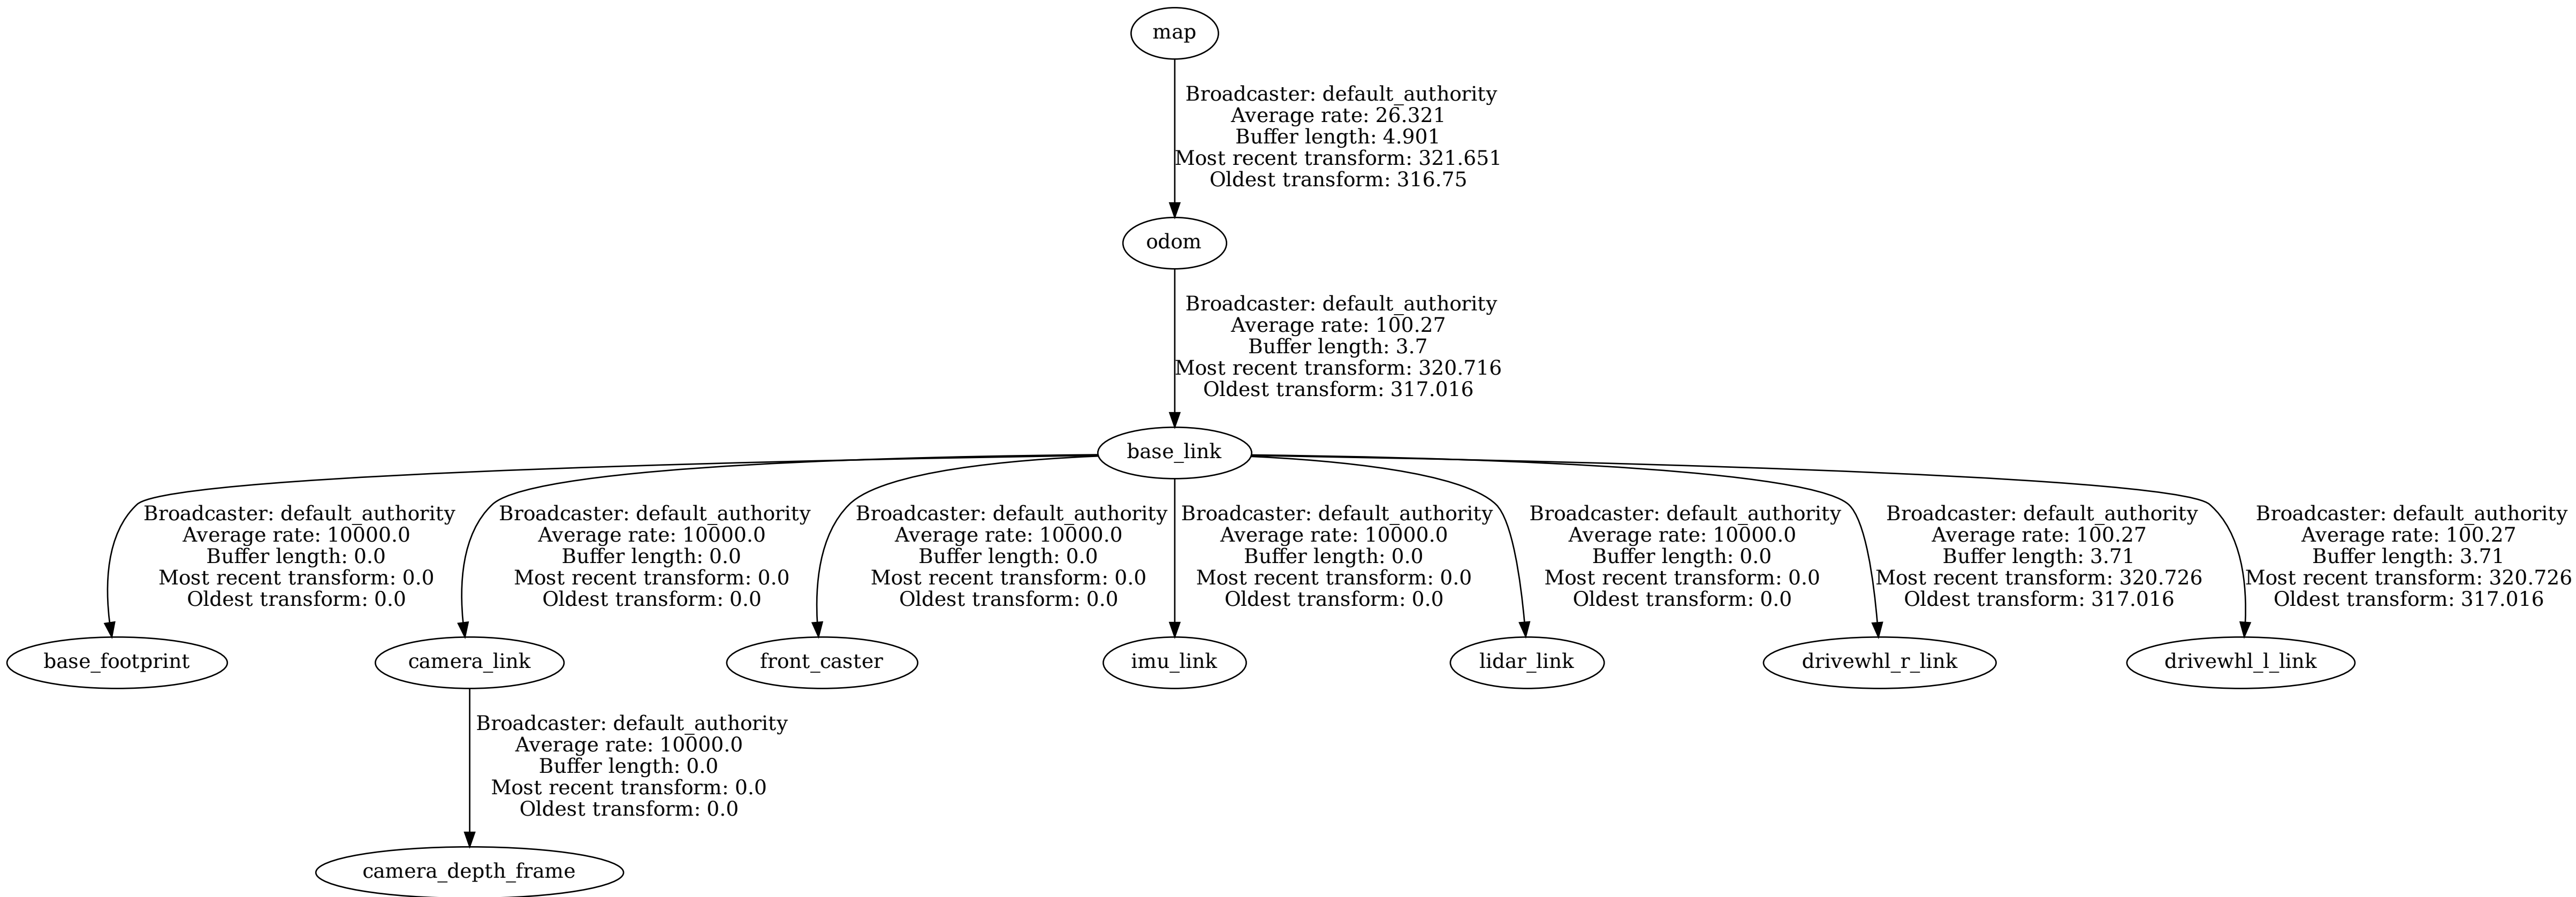 map
Broadcaster: default_authority
Average rate: 26.321
Buffer length: 4.901
Most recent transform: 321.651
Oldest transform: 316.75
odom
Broadcaster: default_authority
Average rate: 100.27
Buffer length: 3.7
Most recent transform: 320.716
Oldest transform: 317.016
base_link
Broadcaster: default_authority
Average rate: 10000.0
Buffer length: 0.0
Most recent transform: 0.0
Oldest transform: 0.0
Broadcaster: default_authority
Average rate: 10000.0
Buffer length: 0.0
Most recent transform: 0.0
Oldest transform: 0.0
Broadcaster: default_authority
Average rate: 10000.0
Buffer length: 0.0
Most recent transform: 0.0
Oldest transform: 0.0
Broadcaster: default_authority
Average rate: 10000.0
Buffer length: 0.0
Most recent transform: 0.0
Oldest transform: 0.0
Broadcaster: default_authority
Average rate: 10000.0
Buffer length: 0.0
Most recent transform: 0.0
Oldest transform: 0.0
Broadcaster: default_authority
Average rate: 100.27
Buffer length: 3.71
Most recent transform: 320.726
Oldest transform: 317.016
Broadcaster: default_authority
Average rate: 100.27
Buffer length: 3.71
Most recent transform: 320.726
Oldest transform: 317.016
base_footprint
camera_link
front_caster
imu_link
lidar_link
drivewhl_r_link
drivewhl_l_link
Broadcaster: default_authority
Average rate: 10000.0
Buffer length: 0.0
Most recent transform: 0.0
Oldest transform: 0.0
camera_depth_frame